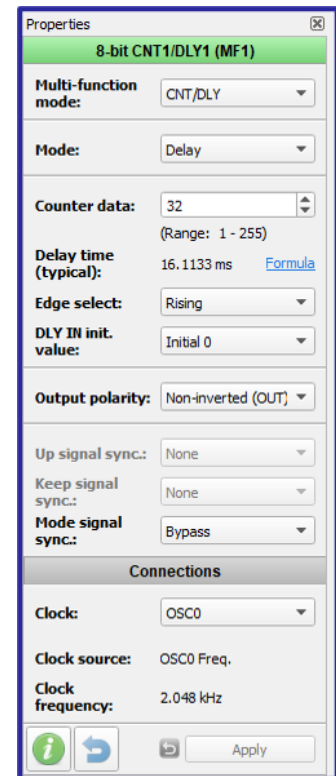 Properties
8-bit CNT1/DLY1 (MF1)
Multi-function
mode:
CNT/DLY
Mode:
Delay
Counter data:
32
(Range: 1 - 255)
Delay time
(typical):
16.1133 ms
Formula
Edge select:
Rising
DLY IN init.
value:
Initial 0
Output polarity:
Non-inverted (OUT)
Up signal sync.:
None
Keep signal
sync.:
None
Mode signal
sync.:
Bypass
Connections
Clock:
OSC0
Clock source:
OSC0 Freq.
Clock
frequency:
2.048 kHz
Apply